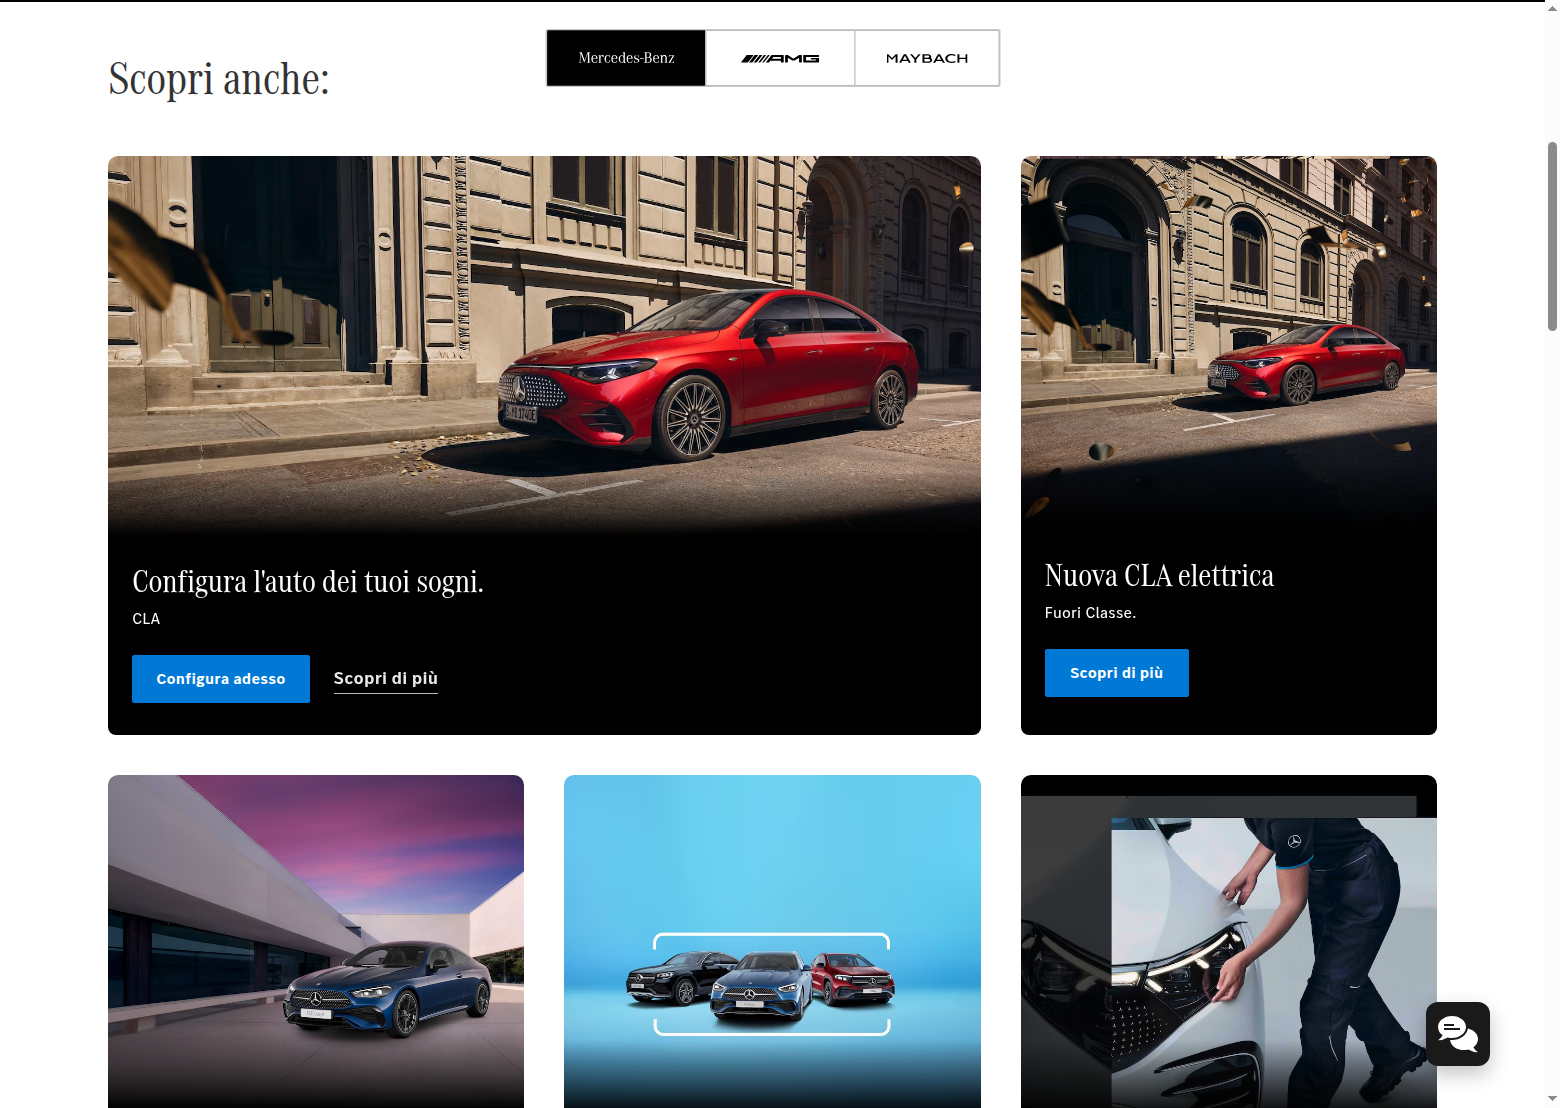 Scopri anche:
Mercedes-Benz
AMG
MAYBACH
Configura l'auto dei tuoi sogni.
CLA
Configura adesso
Scopri di più
Nuova CLA elettrica
Fuori Classe.
Scopri di più